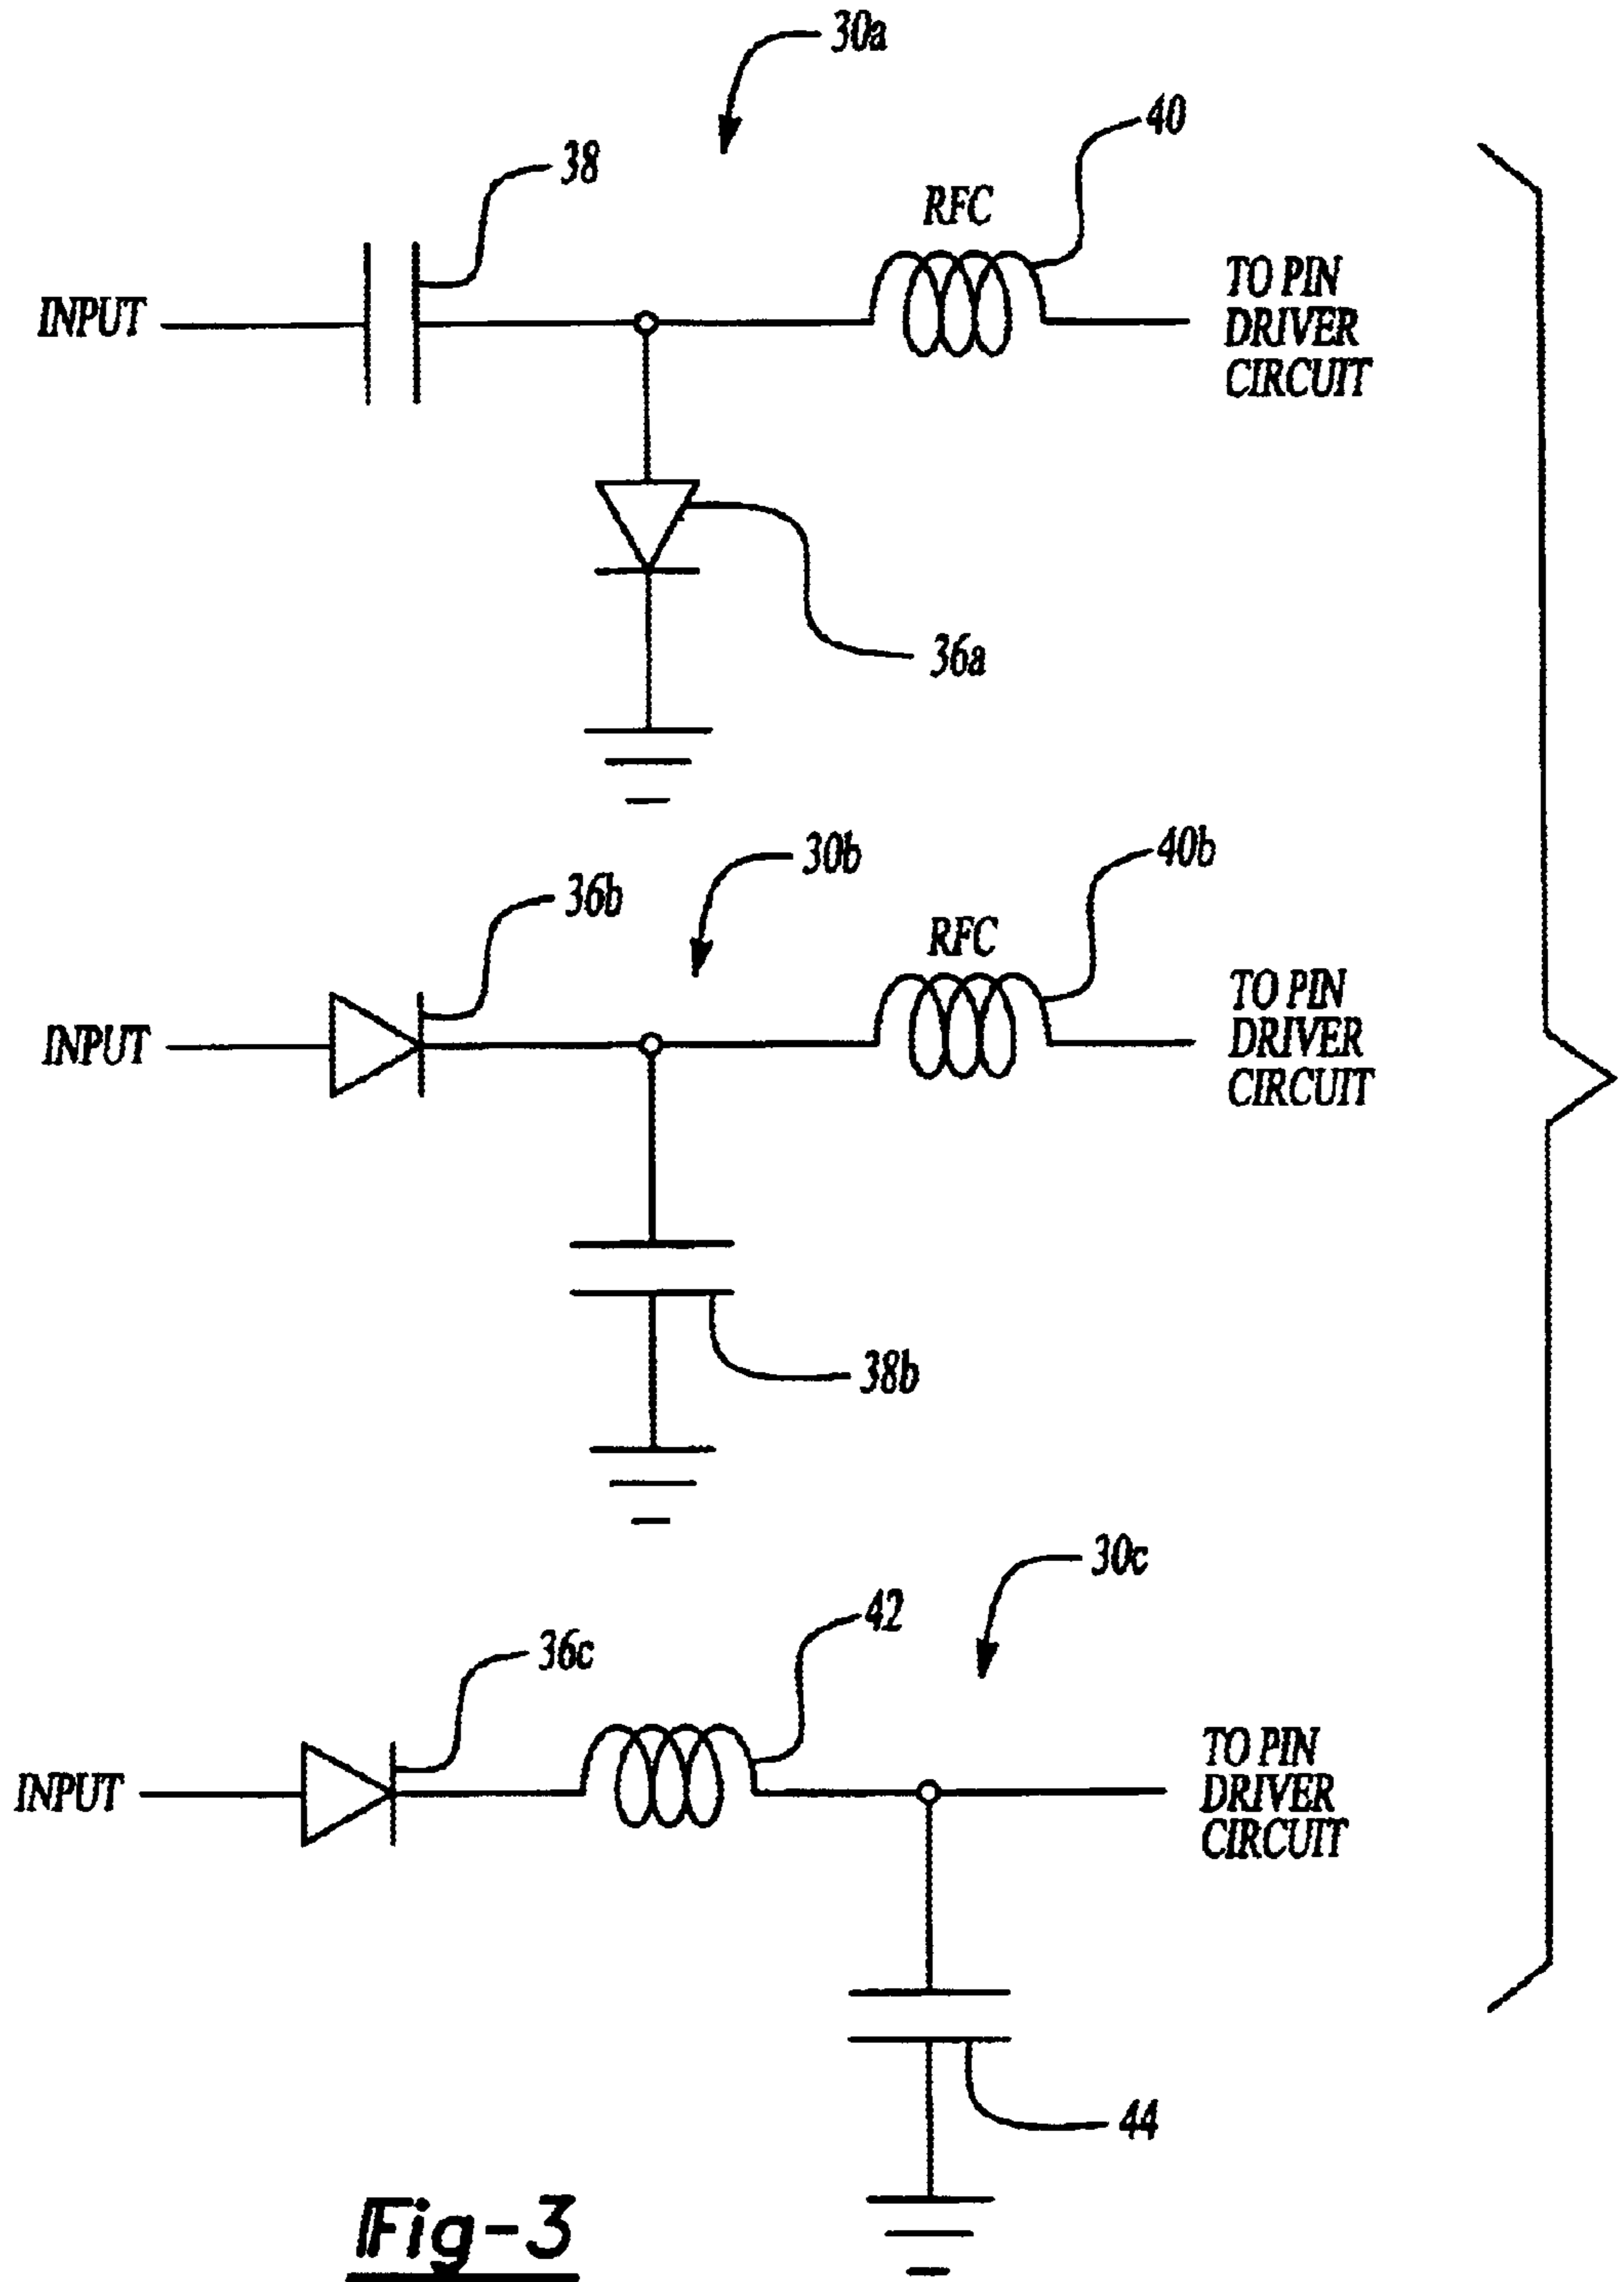 30a
40
38
RFC
INPUT
TO PIN
DRIVER
CIRCUIT
36a
30b
40b
36b
RFC
INPUT
TO PIN
DRIVER
CIRCUIT
38b
30c
42
36c
INPUT
TO PIN
DRIVER
CIRCUIT
44
Fig-3